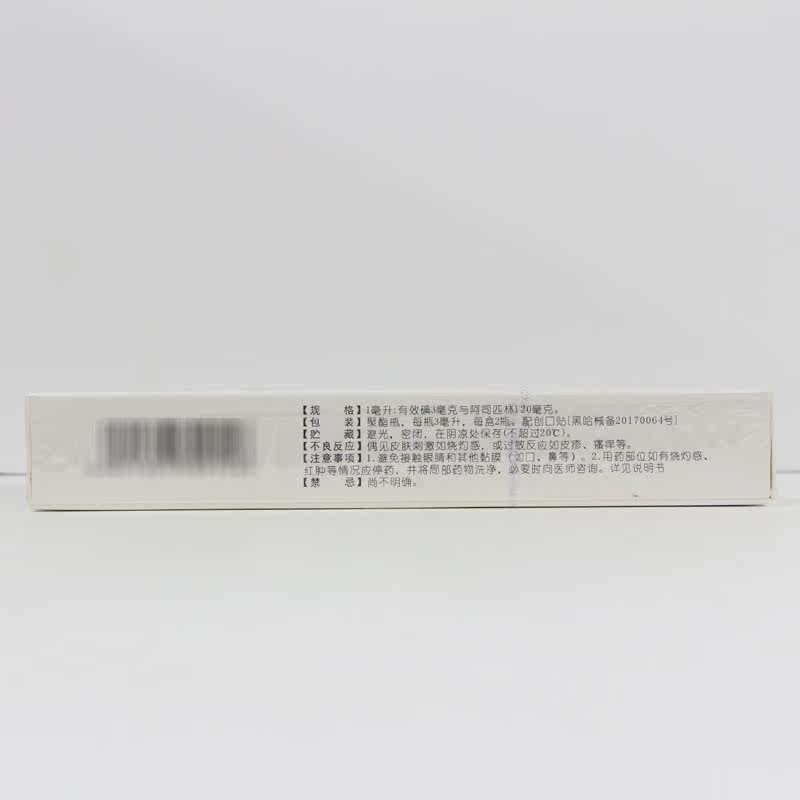 【规　　格】1毫升:有效碘3毫克与阿司匹林120毫克。
【包　　装】聚酯瓶，每瓶3毫升，每盒2瓶。配创口贴[黑哈械备20170064号]
【贮　　藏】避光，密闭，在阴凉处保存(不超过20℃)。
【不良反应】偶见皮肤刺激如烧灼感，或过敏反应如皮疹、瘙痒等。
【注意事项】1.避免接触眼睛和其他黏膜（如口、鼻等）。2.用药部位如有烧灼感、
红肿等情况应停药，并将局部药物洗净，必要时向医师咨询。详见说明书
【禁　　忌】尚不明确。